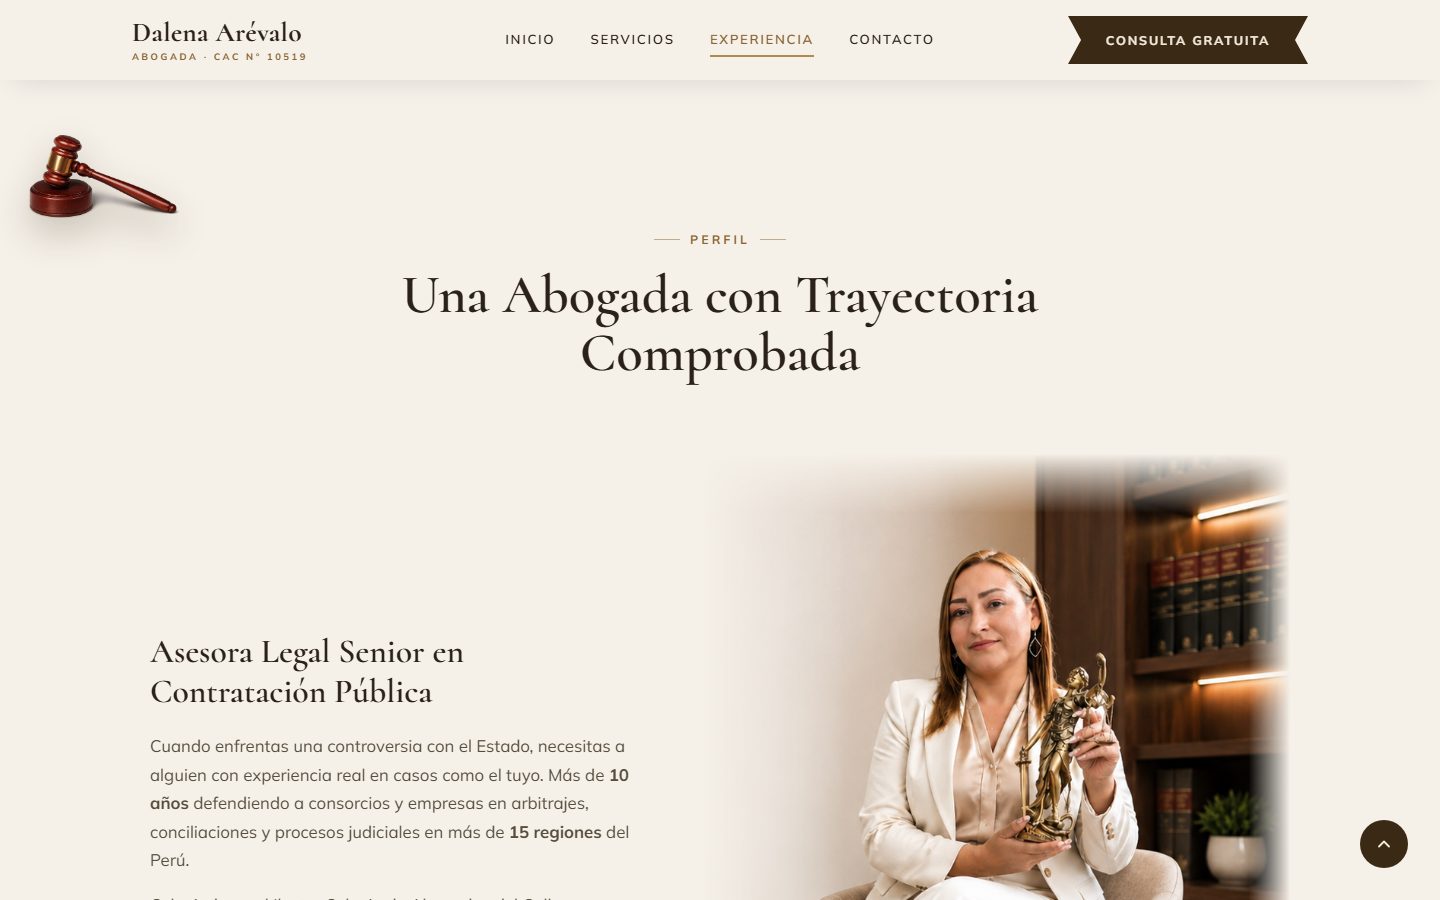 Dalena Arévalo
ABOGADA · CAC N° 10519
INICIO
SERVICIOS
EXPERIENCIA
CONTACTO
CONSULTA GRATUITA
PERFIL
Una Abogada con Trayectoria
Comprobada
Asesora Legal Senior en
Contratación Pública
Cuando enfrentas una controversia con el Estado, necesitas a
alguien con experiencia real en casos como el tuyo. Más de 10
años defendiendo a consorcios y empresas en arbitrajes,
conciliaciones y procesos judiciales en más de 15 regiones del
Perú.